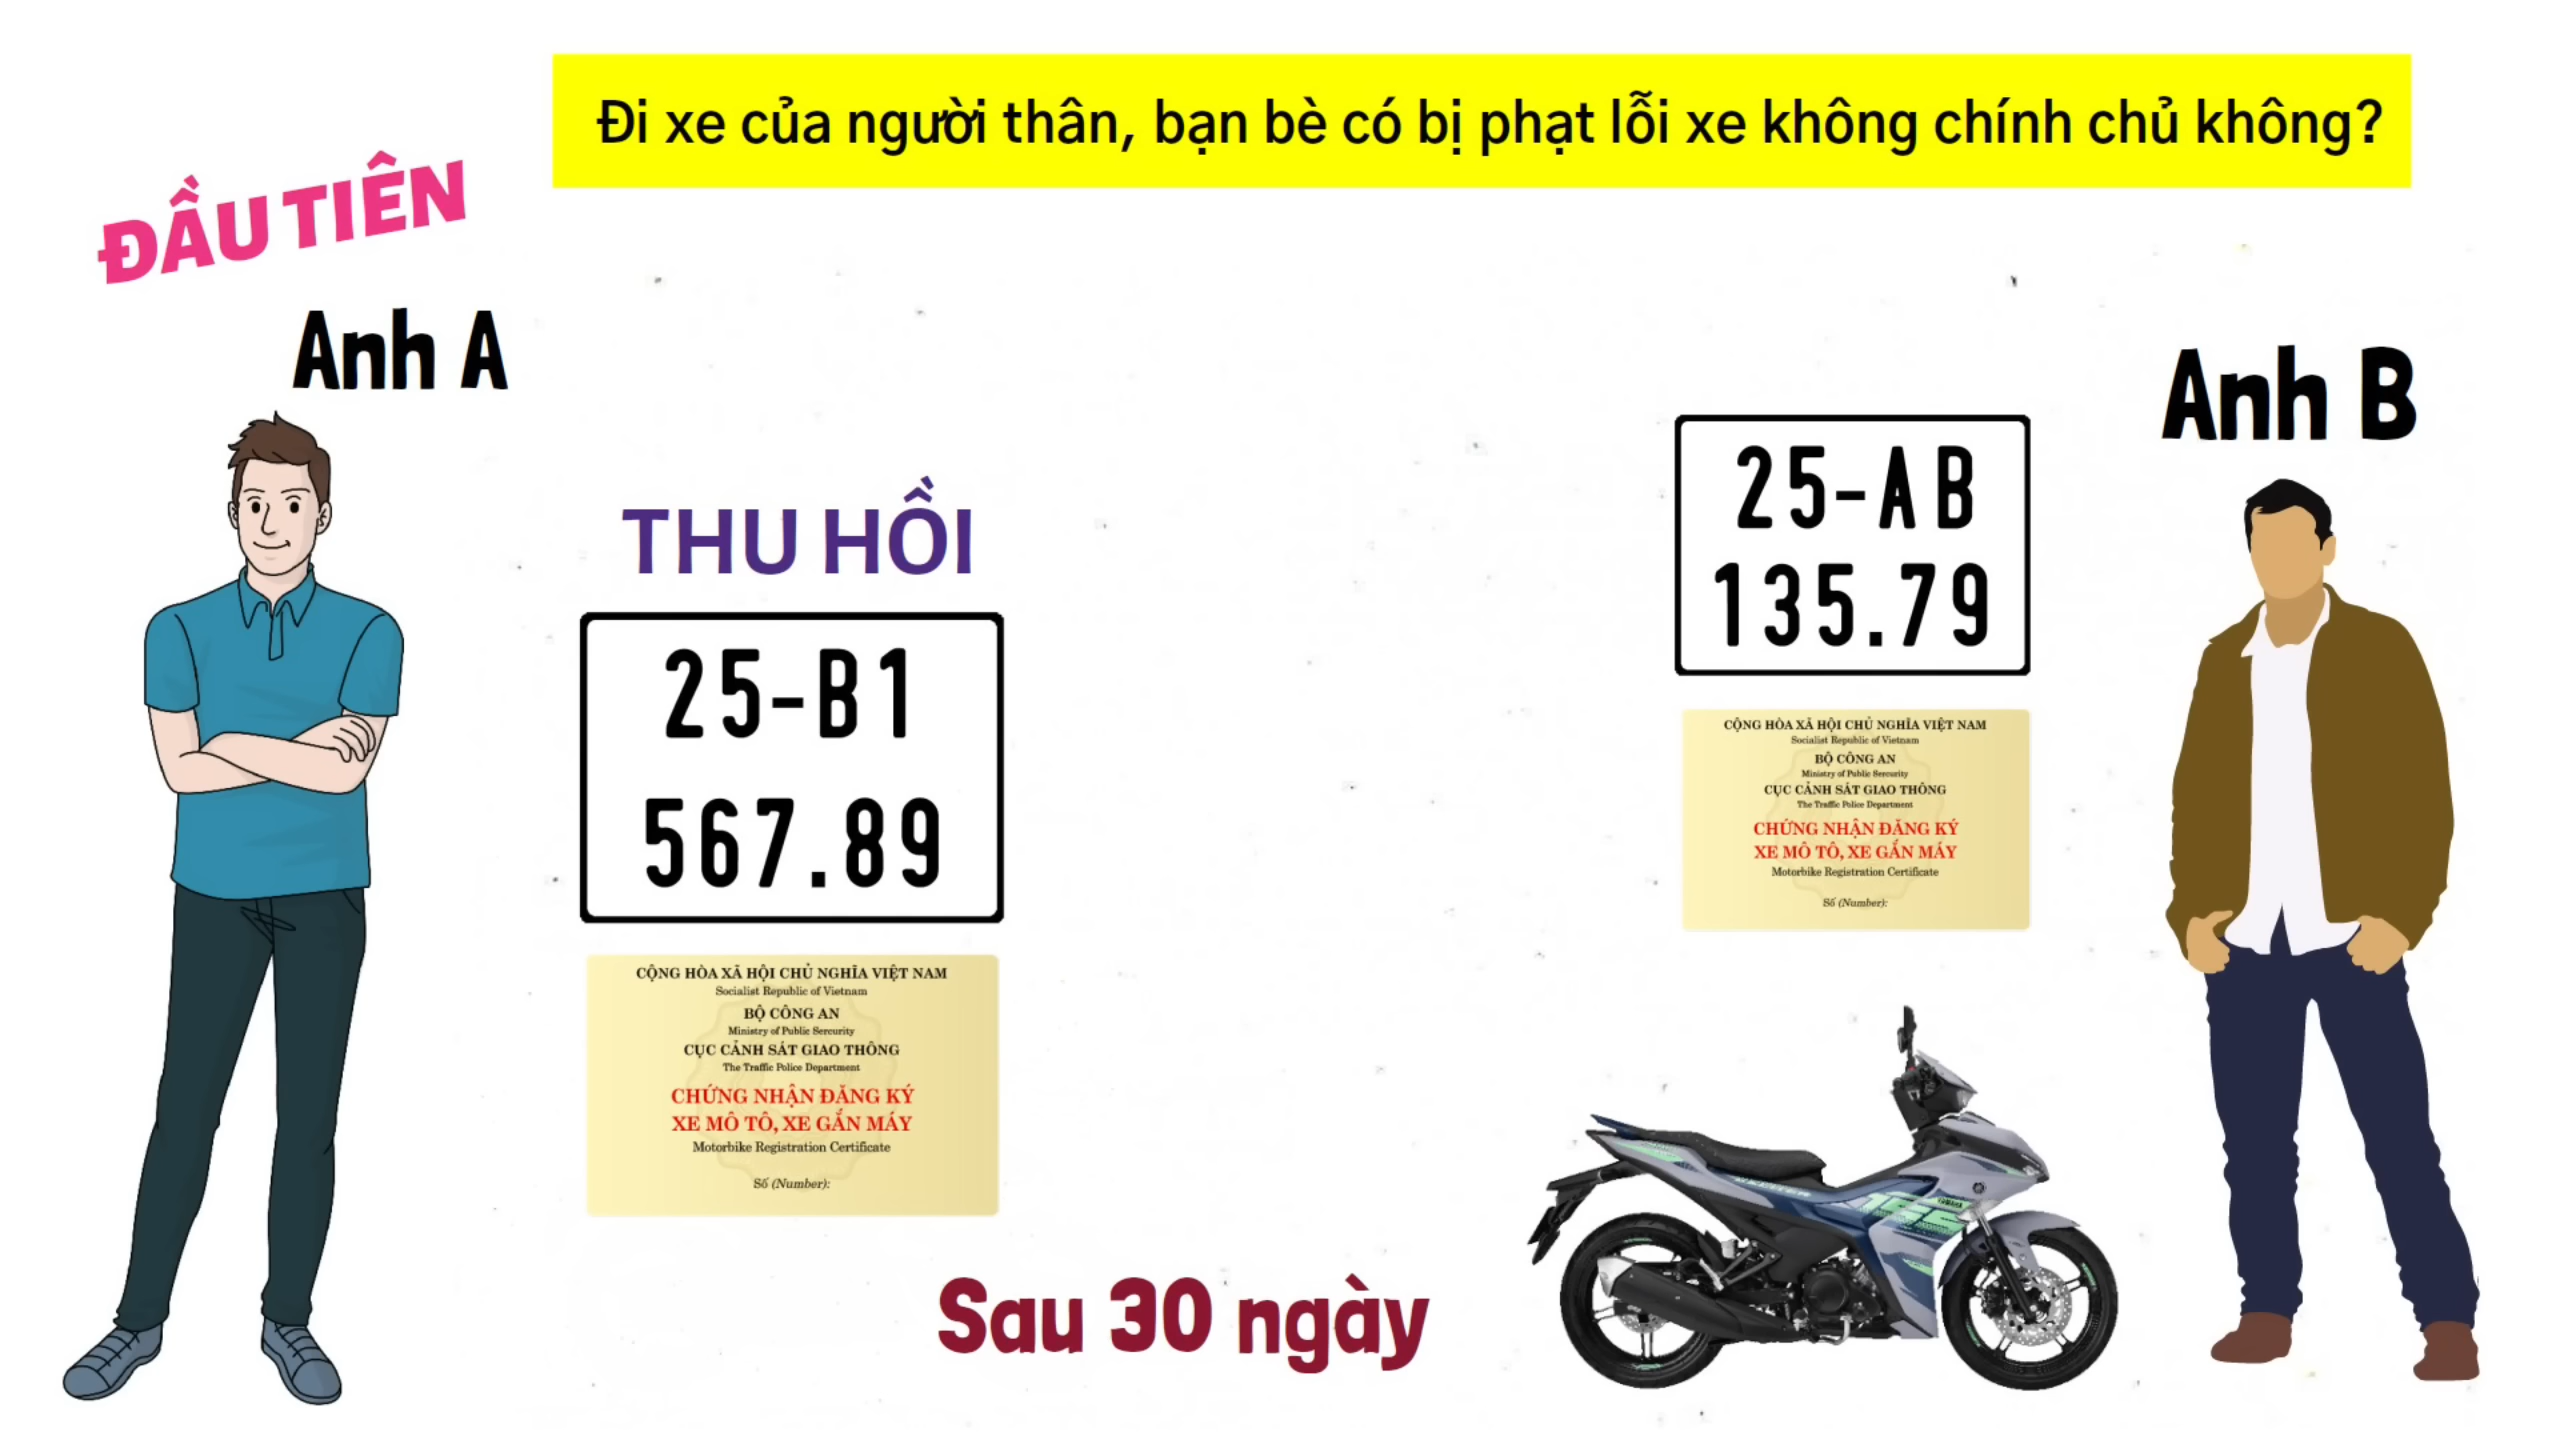 Đi xe của người thân, bạn bè có bị phạt lỗi xe không chính chủ không?
ĐẦU TIÊN
Anh A
Anh B
THU HỒI
25-B1
567.89
CỘNG HÒA XÃ HỘI CHỦ NGHĨA VIỆT NAM
Socialist Republic of Vietnam
BỘ CÔNG AN
Ministry of Public Sercurity
CỤC CẢNH SÁT GIAO THÔNG
The Traffic Police Department
CHỨNG NHẬN ĐĂNG KÝ
XE MÔ TÔ, XE GẮN MÁY
Motorbike Registration Certificate
Số (Number):
25-AB
135.79
CỘNG HÒA XÃ HỘI CHỦ NGHĨA VIỆT NAM
Socialist Republic of Vietnam
BỘ CÔNG AN
Ministry of Public Sercurity
CỤC CẢNH SÁT GIAO THÔNG
The Traffic Police Department
CHỨNG NHẬN ĐĂNG KÝ
XE MÔ TÔ, XE GẮN MÁY
Motorbike Registration Certificate
Số (Number):
155
Sau 30 ngày